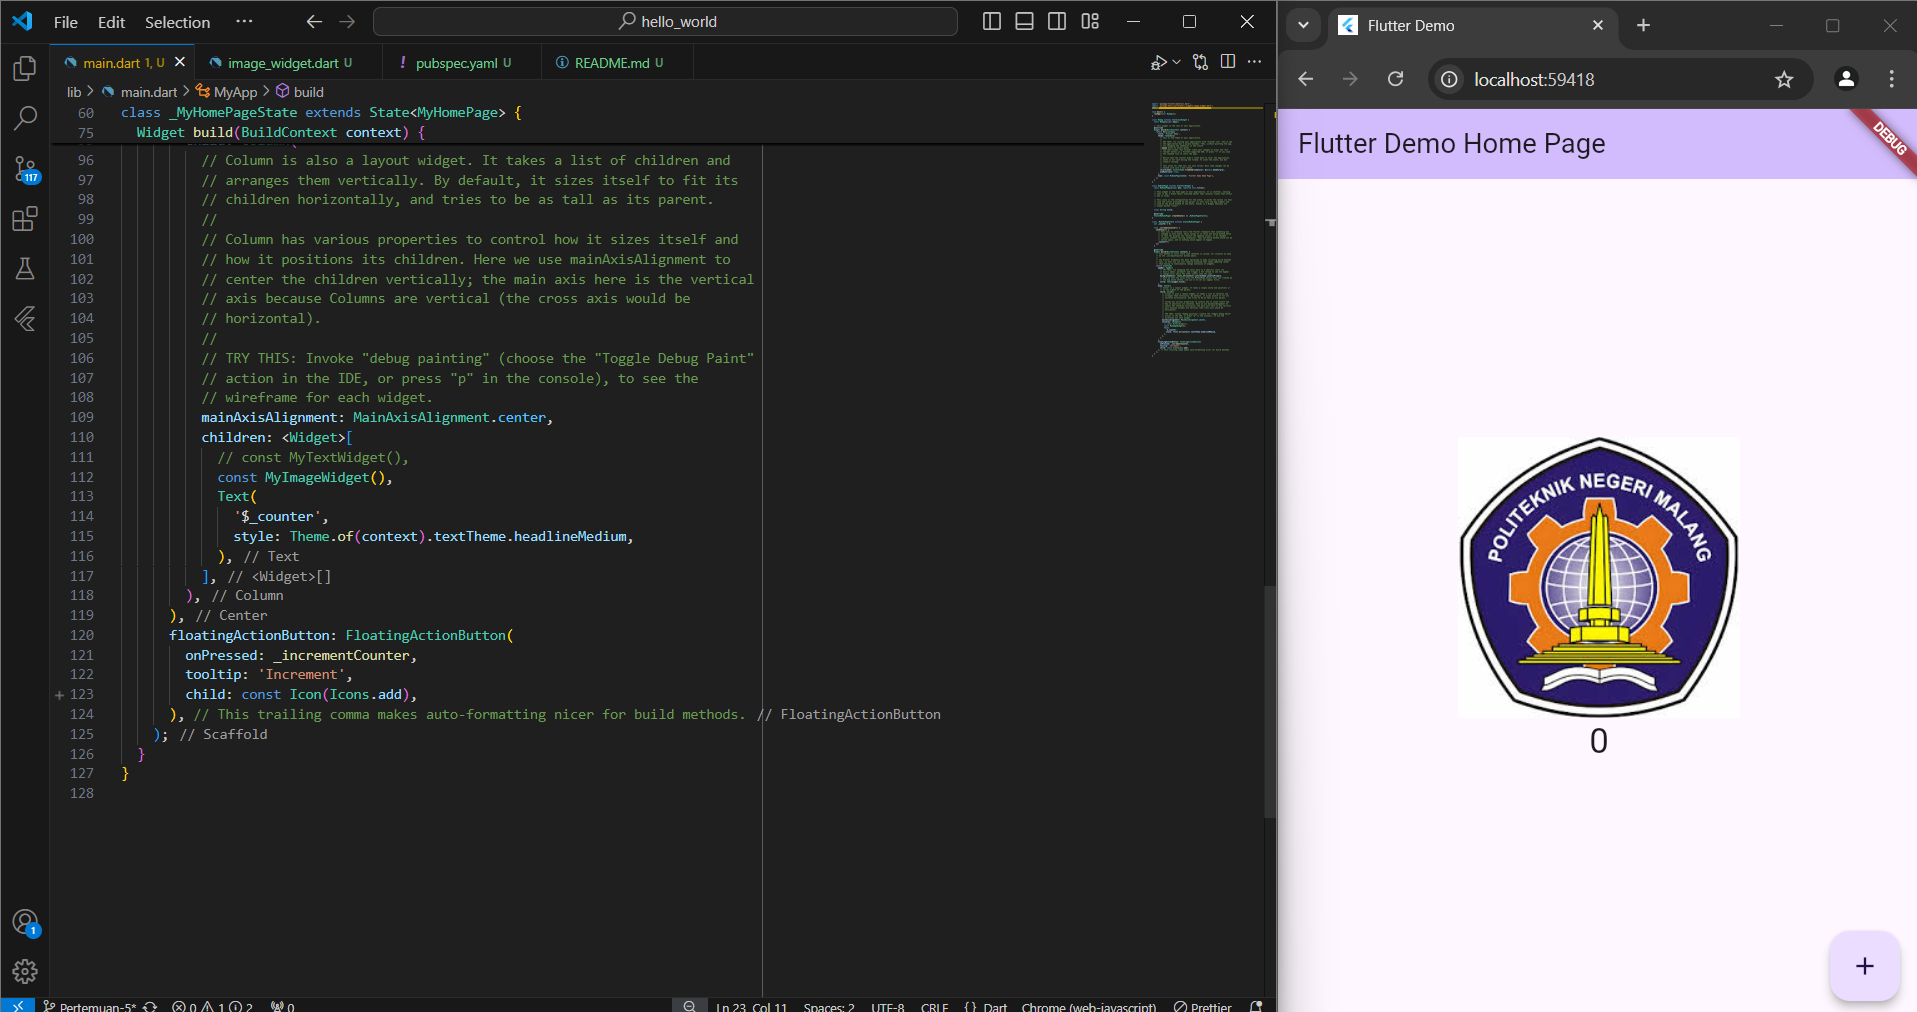 File Edit Selection ··· hello_world
main.dart 1, U image_widget.dart U ! pubspec.yaml U README.md U
lib > main.dart > MyApp > build
60 class _MyHomePageState extends State<MyHomePage> {
75 Widget build(BuildContext context) {
96 // Column is also a layout widget. It takes a list of children and
97 // arranges them vertically. By default, it sizes itself to fit its
98 // children horizontally, and tries to be as tall as its parent.
99 //
100 // Column has various properties to control how it sizes itself and
101 // how it positions its children. Here we use mainAxisAlignment to
102 // center the children vertically; the main axis here is the vertical
103 // axis because Columns are vertical (the cross axis would be
104 // horizontal).
105 //
106 // TRY THIS: Invoke "debug painting" (choose the "Toggle Debug Paint"
107 // action in the IDE, or press "p" in the console), to see the
108 // wireframe for each widget.
109 mainAxisAlignment: MainAxisAlignment.center,
110 children: <Widget>[
111 // const MyTextWidget(),
112 const MyImageWidget(),
113 Text(
114 '$_counter',
115 style: Theme.of(context).textTheme.headlineMedium,
116 ), // Text
117 ], // <Widget>[]
118 ), // Column
119 ), // Center
120 floatingActionButton: FloatingActionButton(
121 onPressed: _incrementCounter,
122 tooltip: 'Increment',
123 child: const Icon(Icons.add),
124 ), // This trailing comma makes auto-formatting nicer for build methods. // FloatingActionButton
125 ); // Scaffold
126 }
127 }
128
117
1
Pertemuan-5* 0 1 2 0 Ln 23, Col 11 Spaces: 2 UTF-8 CRLF {} Dart Chrome (web-javascript) Prettier
Flutter Demo
localhost:59418
Flutter Demo Home Page
DEBUG
POLITEKNIK NEGERI MALANG
0
+